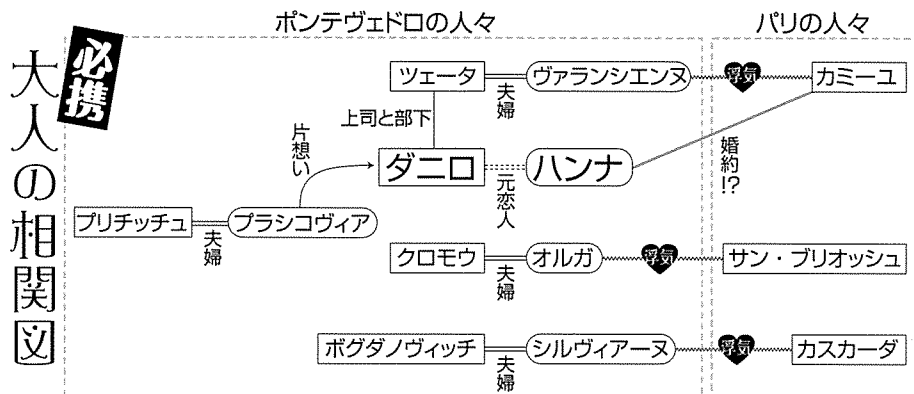 必携
大人の相関図
ポンテヴェドロの人々
パリの人々
ツェータ
夫婦
ヴァランシエンヌ
浮気
カミーユ
上司と部下
片想い
婚約!?
ダニロ
元恋人
ハンナ
プリチッチュ
夫婦
プラシコヴィア
クロモウ
夫婦
オルガ
浮気
サン・ブリオッシュ
ボグダノヴィッチ
夫婦
シルヴィアーヌ
浮気
カスカーダ